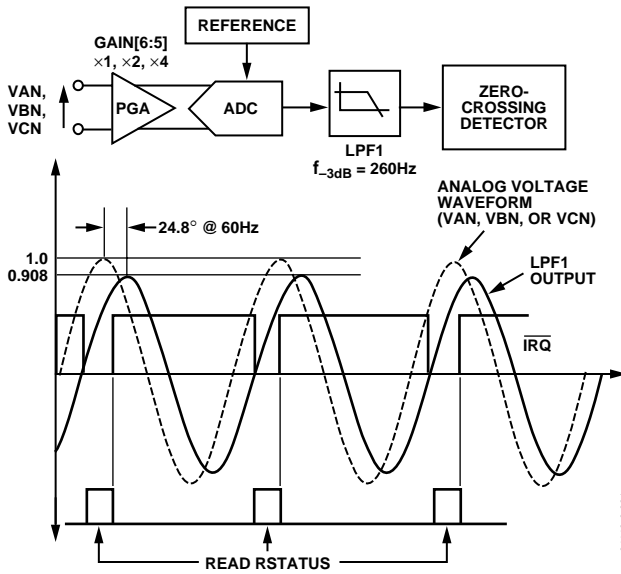 REFERENCE
GAIN[6:5]
×1, ×2, ×4
VAN,
VBN,
VCN
PGA
ADC
LPF1
f–3dB = 260Hz
ZERO-
CROSSING
DETECTOR
ANALOG VOLTAGE
WAVEFORM
(VAN, VBN, OR VCN)
24.8° @ 60Hz
1.0
0.908
LPF1
OUTPUT
IRQ
READ RSTATUS